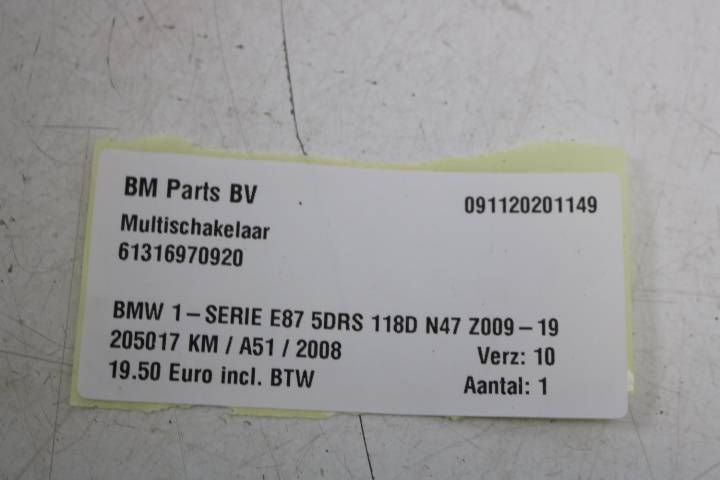 BM Parts BV 091120201149
Multischakelaar
61316970920
BMW 1-SERIE E87 5DRS 118D N47 Z009-19
205017 KM / A51 / 2008 Verz: 10
19.50 Euro incl. BTW Aantal: 1